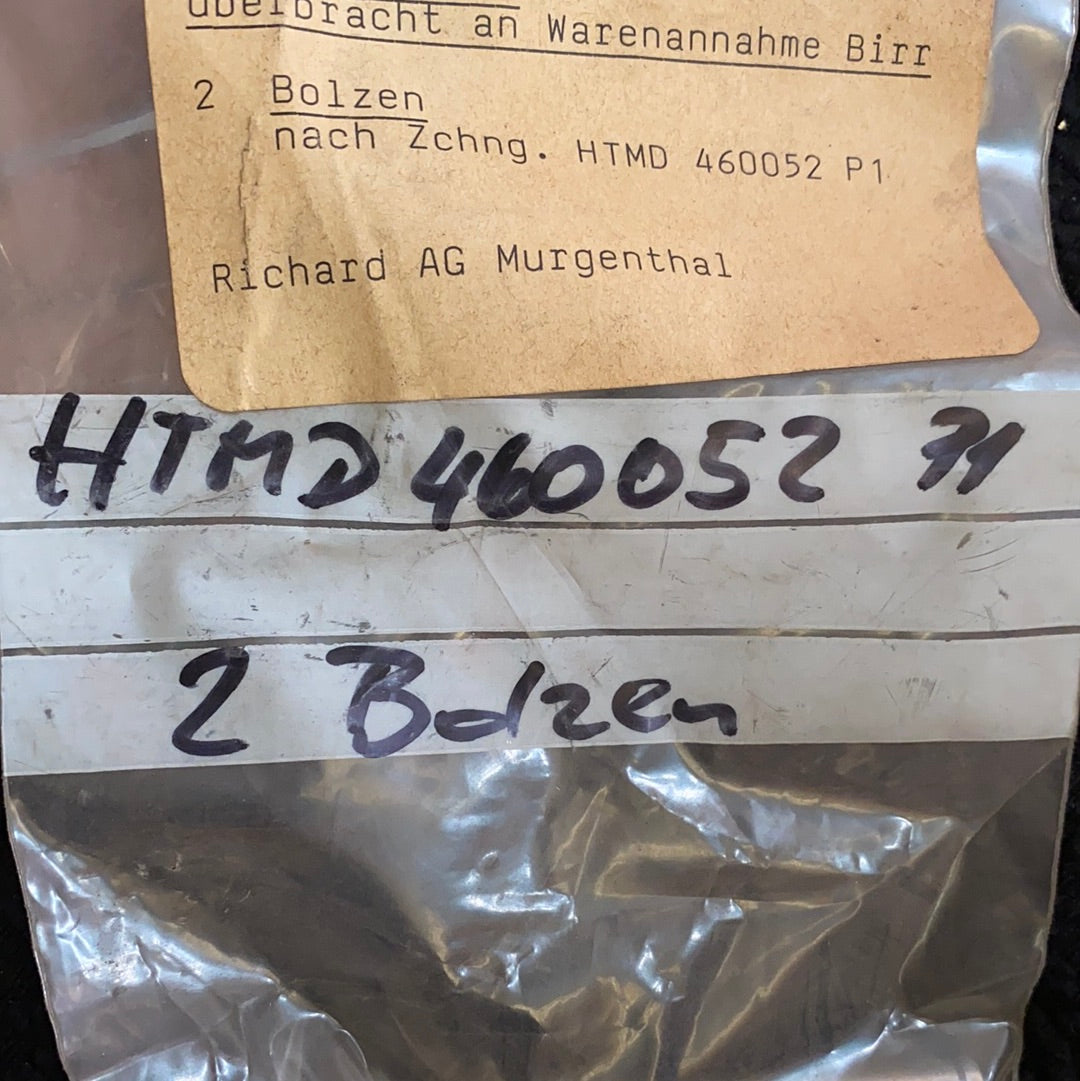 überbracht an Warenannahme Birr
2 Bolzen
nach Zchng. HTMD 460052 P1
Richard AG Murgenthal
HTMD 460052 P1
2 Bolzen